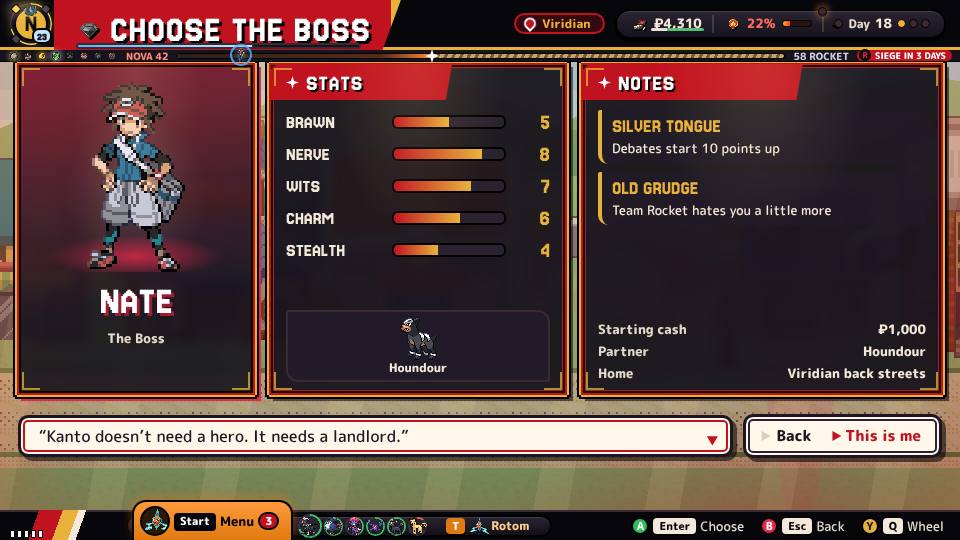 N
23
CHOOSE THE BOSS
Viridian
₽4,310
22%
Day 18
NOVA 42
58 ROCKET
R SIEGE IN 3 DAYS
NATE
The Boss
STATS
BRAWN 5
NERVE 8
WITS 7
CHARM 6
STEALTH 4
Houndour
NOTES
SILVER TONGUE
Debates start 10 points up
OLD GRUDGE
Team Rocket hates you a little more
Starting cash ₽1,000
Partner Houndour
Home Viridian back streets
“Kanto doesn’t need a hero. It needs a landlord.”
Back
This is me
Start Menu 3
T Rotom
A Enter Choose
B Esc Back
Y Q Wheel